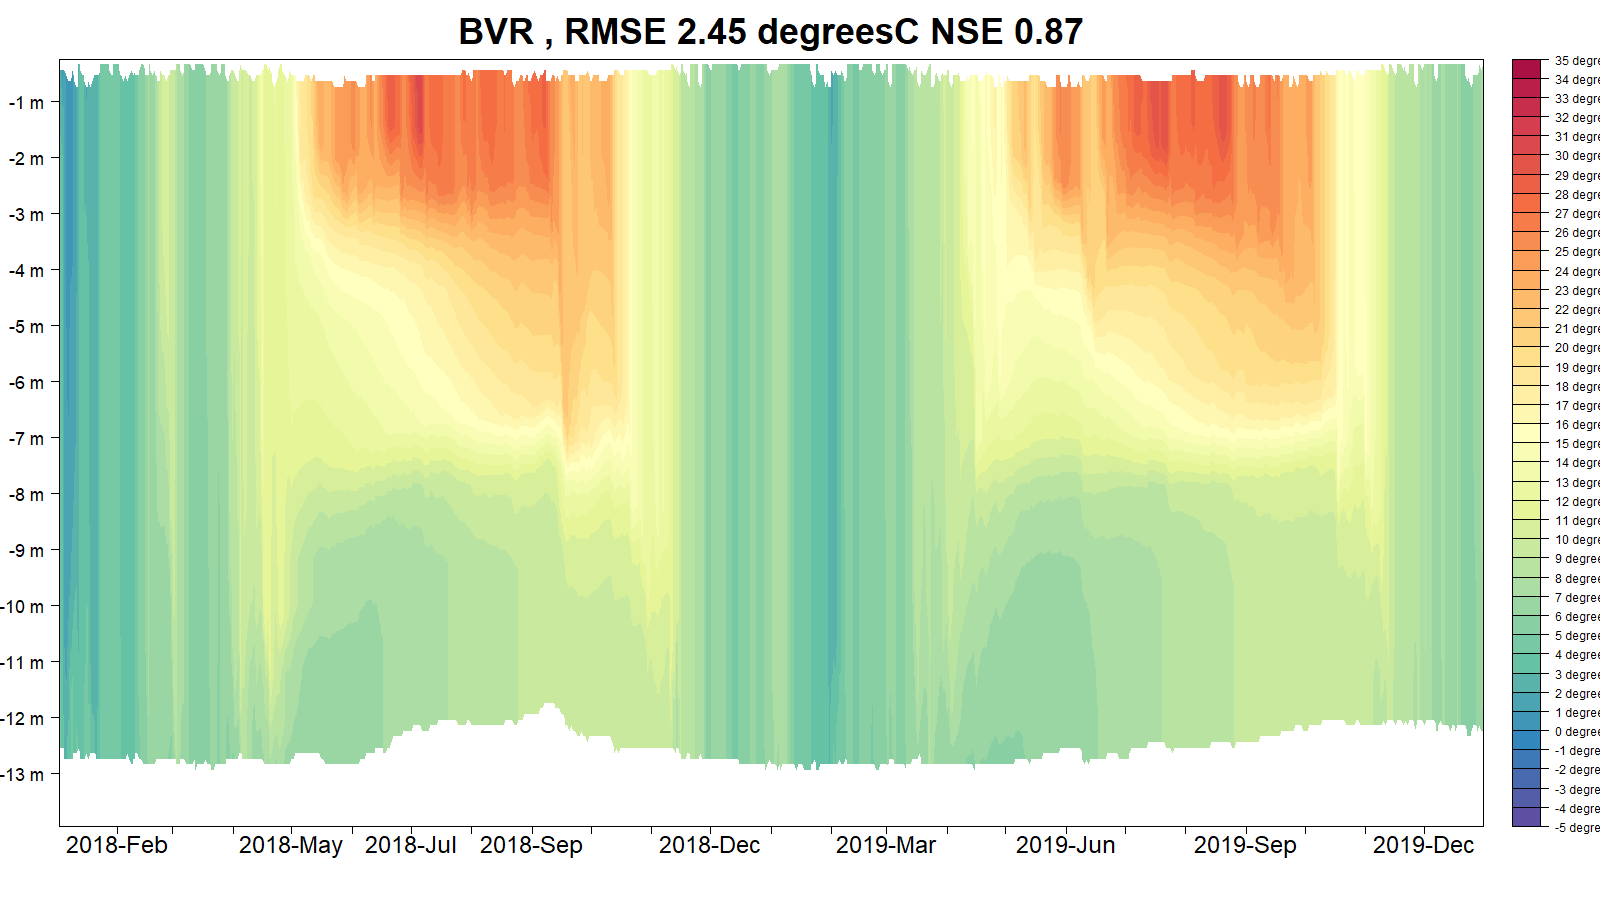 BVR , RMSE 2.45 degreesC NSE 0.87
-1 m
-2 m
-3 m
-4 m
-5 m
-6 m
-7 m
-8 m
-9 m
-10 m
-11 m
-12 m
-13 m
2018-Feb 2018-May 2018-Jul 2018-Sep 2018-Dec 2019-Mar 2019-Jun 2019-Sep 2019-Dec
35 degre
34 degre
33 degre
32 degre
31 degre
30 degre
29 degre
28 degre
27 degre
26 degre
25 degre
24 degre
23 degre
22 degre
21 degre
20 degre
19 degre
18 degre
17 degre
16 degre
15 degre
14 degre
13 degre
12 degre
11 degre
10 degre
9 degree
8 degree
7 degree
6 degree
5 degree
4 degree
3 degree
2 degree
1 degree
0 degree
-1 degre
-2 degre
-3 degre
-4 degre
-5 degre